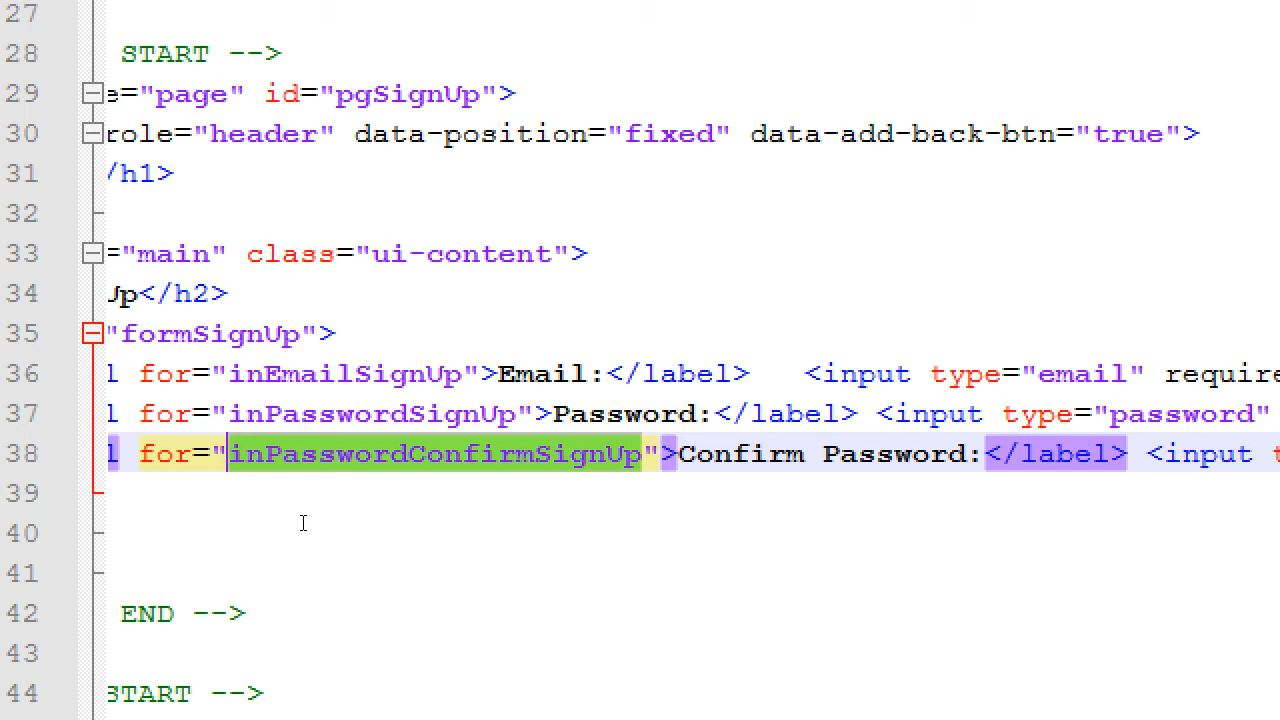 27
28 START -->
29 e="page" id="pgSignUp">
30 role="header" data-position="fixed" data-add-back-btn="true">
31 /h1>
32
33 ="main" class="ui-content">
34 Up</h2>
35 "formSignUp">
36 l for="inEmailSignUp">Email:</label> <input type="email" require
37 l for="inPasswordSignUp">Password:</label> <input type="password"
38 l for="inPasswordConfirmSignUp">Confirm Password:</label> <input t
39
40
41
42 END -->
43
44 START -->